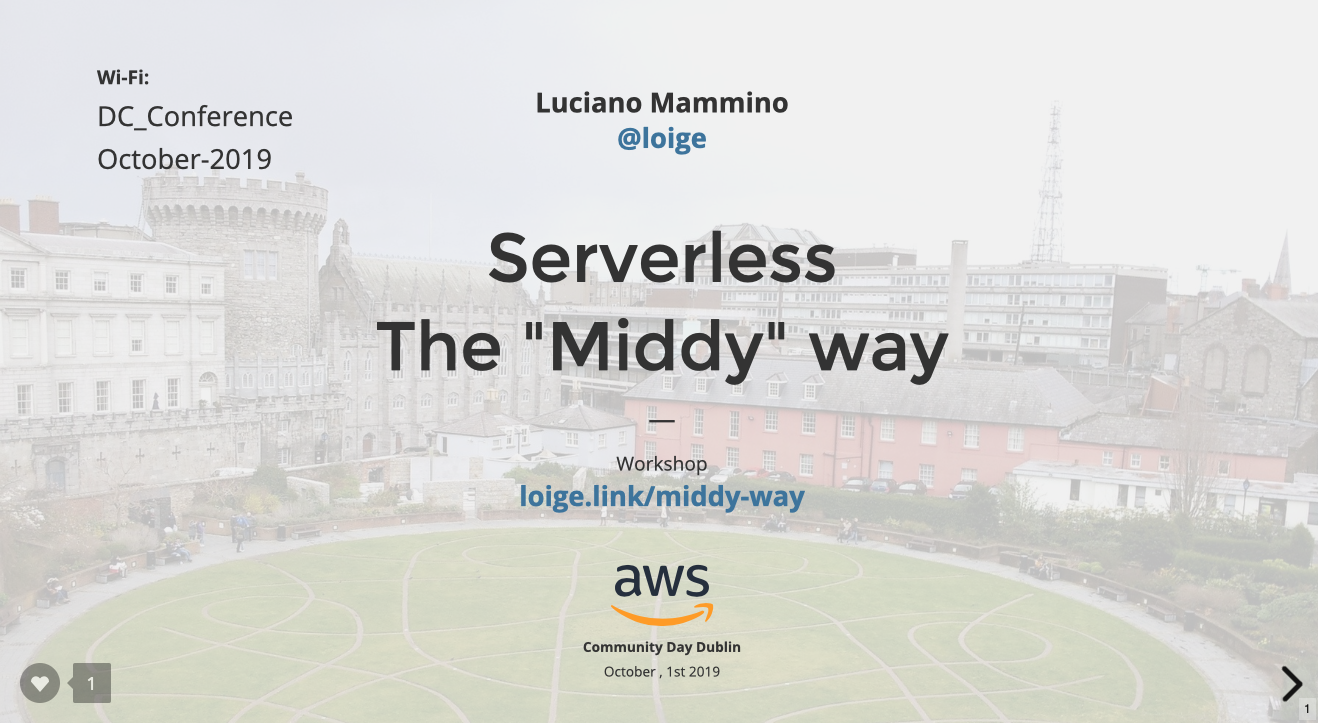 Wi-Fi:
DC_Conference
October-2019
Luciano Mammino
@loige
Serverless
The "Middy" way
—
Workshop
loige.link/middy-way
aws
Community Day Dublin
October , 1st 2019
1
1